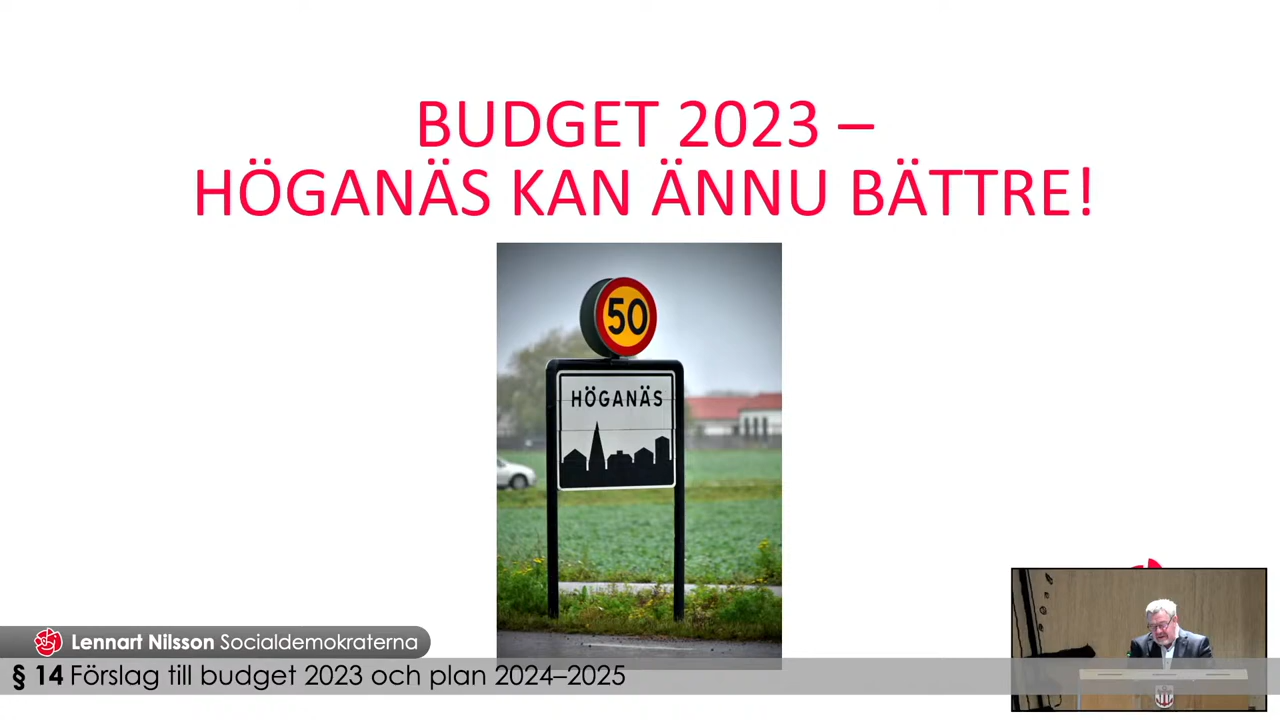 BUDGET 2023 –
HÖGANÄS KAN ÄNNU BÄTTRE!
50
HÖGANÄS
Lennart Nilsson Socialdemokraterna
§ 14 Förslag till budget 2023 och plan 2024–2025